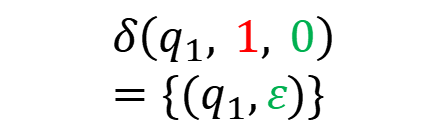 δ(q₁, 1, 0)
= {(q₁, ε)}